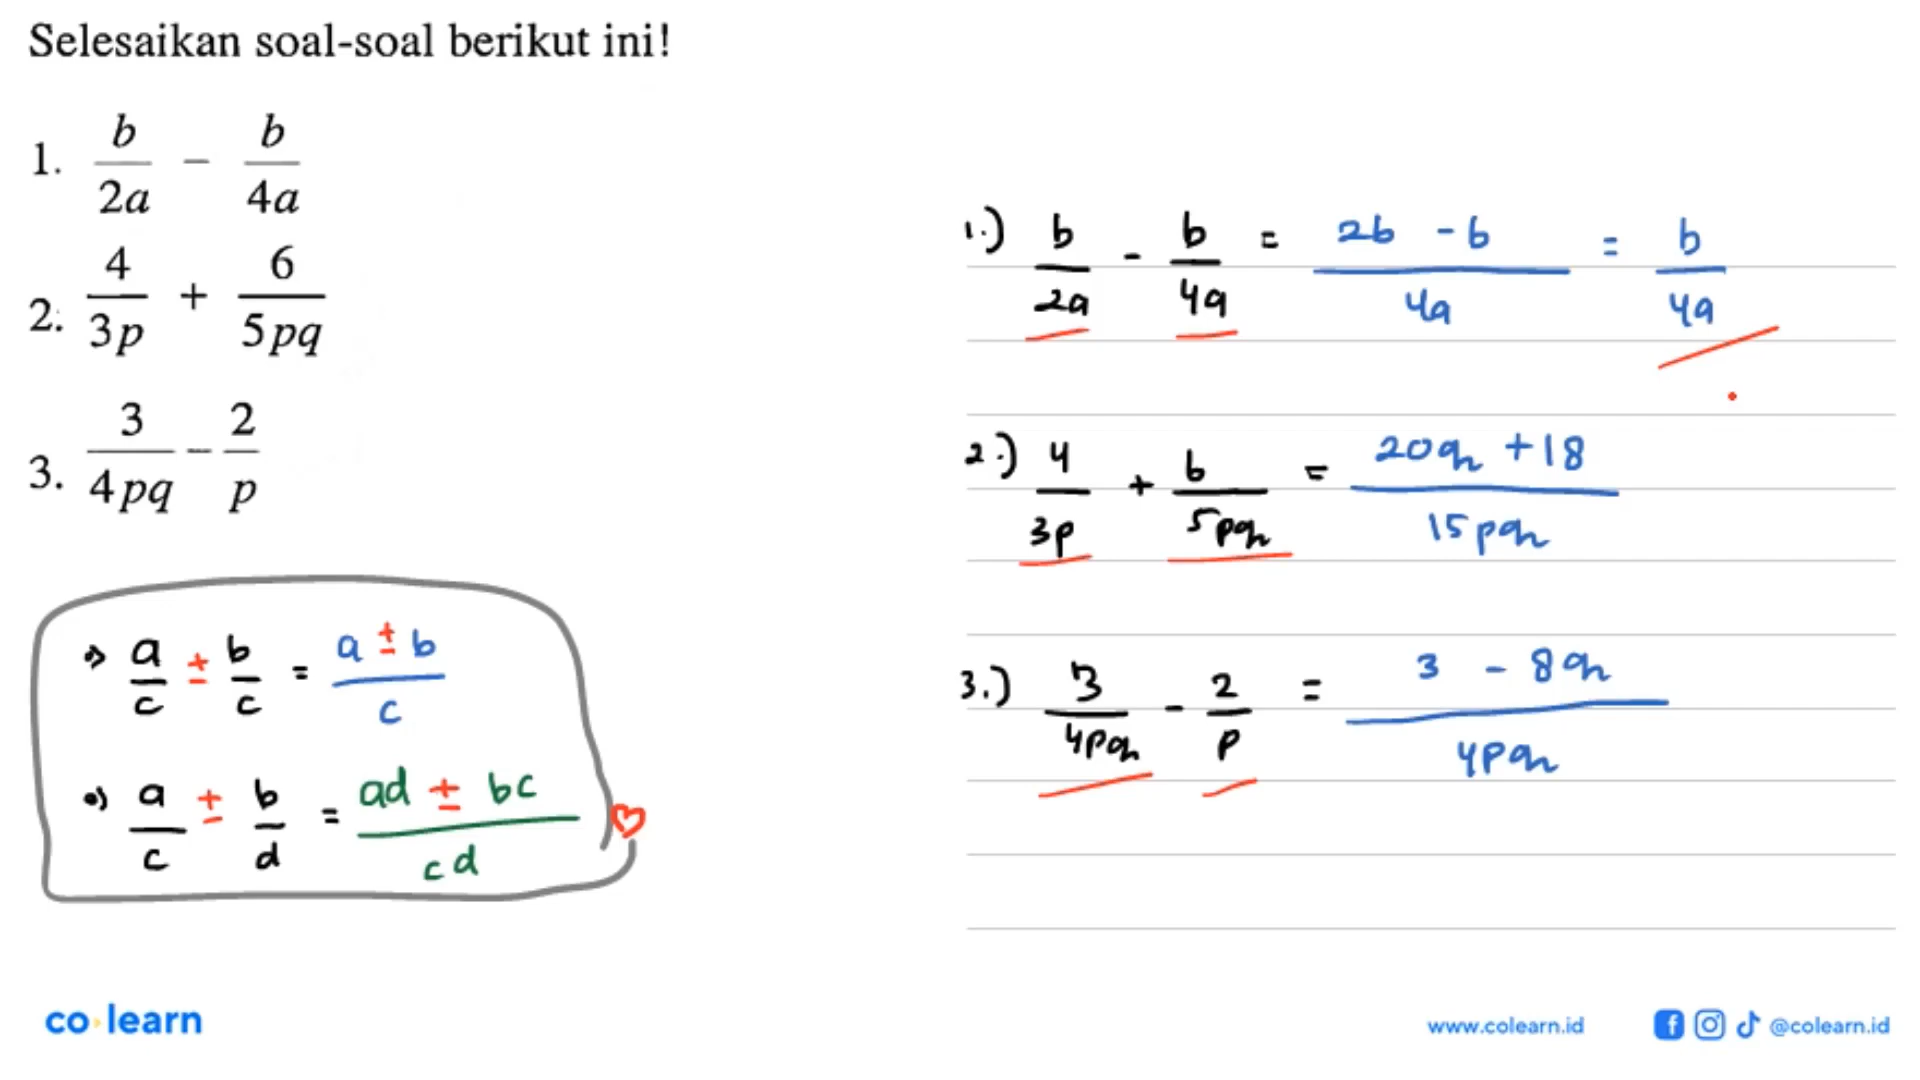 Selesaikan soal-soal berikut ini!
1. b/2a - b/4a
2. 4/3p + 6/5pq
3. 3/4pq - 2/p
a/c ± b/c = a ± b/c
a/c ± b/d = ad ± bc/cd
1.) b/2a - b/4a = 2b - b/4a = b/4a
2.) 4/3p + 6/5pq = 20q + 18/15pq
3.) 3/4pq - 2/p = 3 - 8q/4pq
co learn
www.colearn.id
@colearn.id